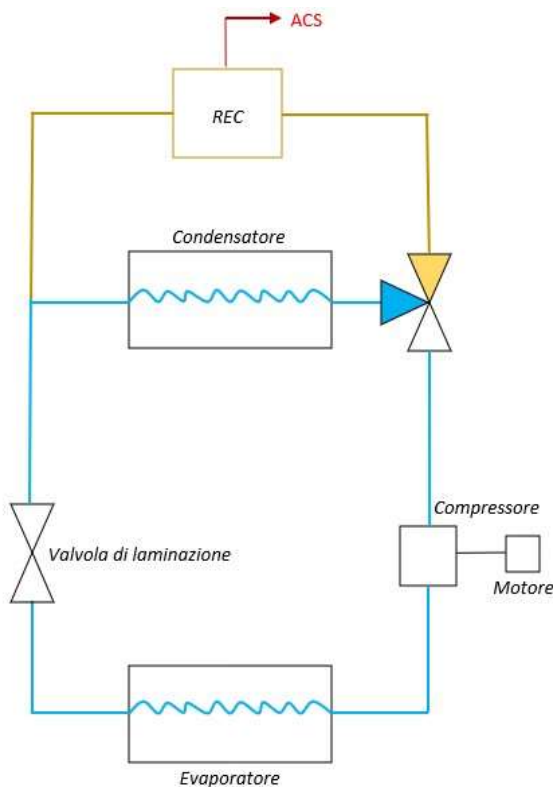 ACS
REC
Condensatore
Compressore
Valvola di laminazione
Motore
Evaporatore